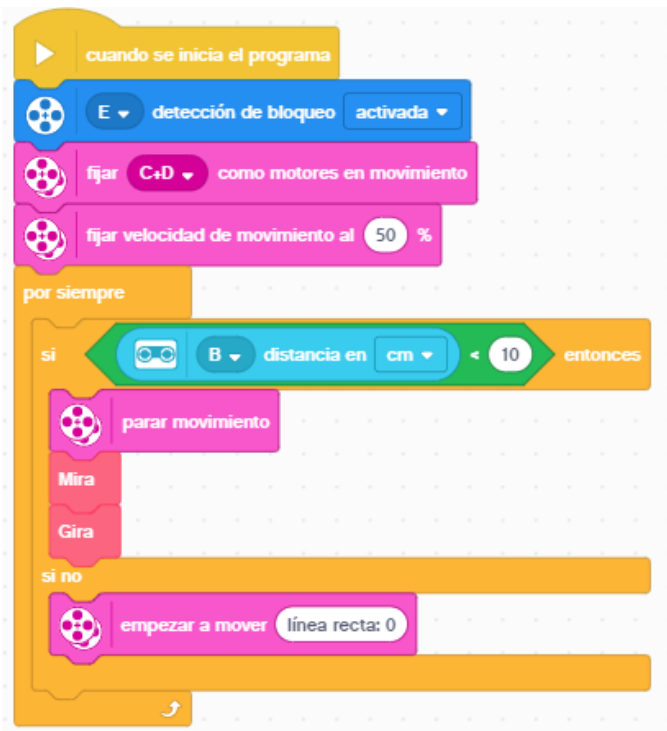 cuando se inicia el programa
E detección de bloqueo activada
fijar C+D como motores en movimiento
fijar velocidad de movimiento al 50 %
por siempre
si B distancia en cm < 10 entonces
parar movimiento
Mira
Gira
si no
empezar a mover línea recta: 0